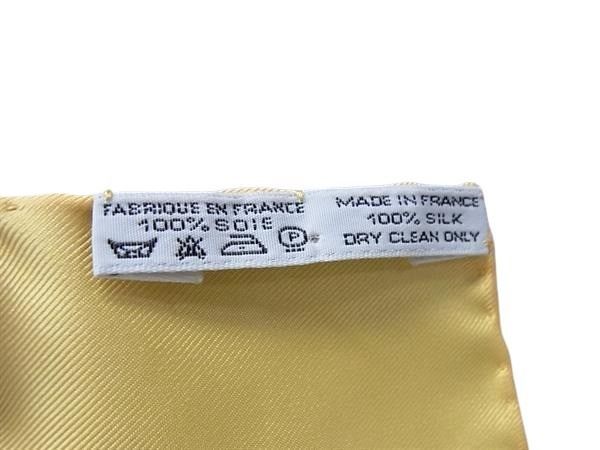 FABRIQUE EN FRANCE
100% SOIE
P
MADE IN FRANCE
100% SILK
DRY CLEAN ONLY